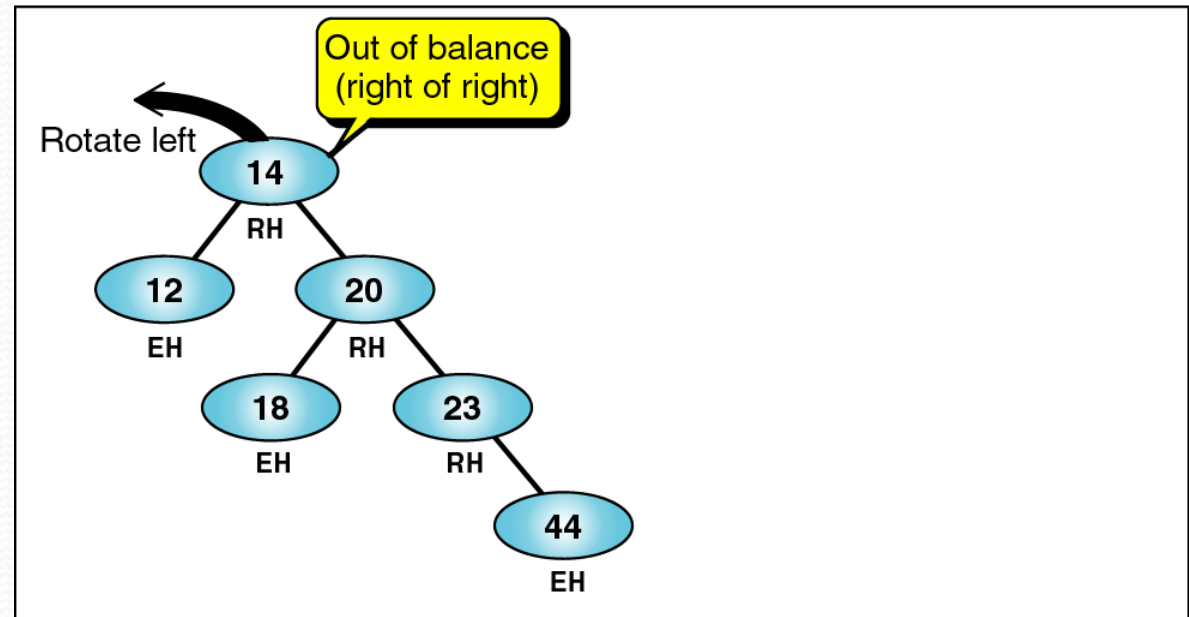 Out of balance
(right of right)
Rotate left
14
RH
12
20
EH
RH
18
23
EH
RH
44
EH